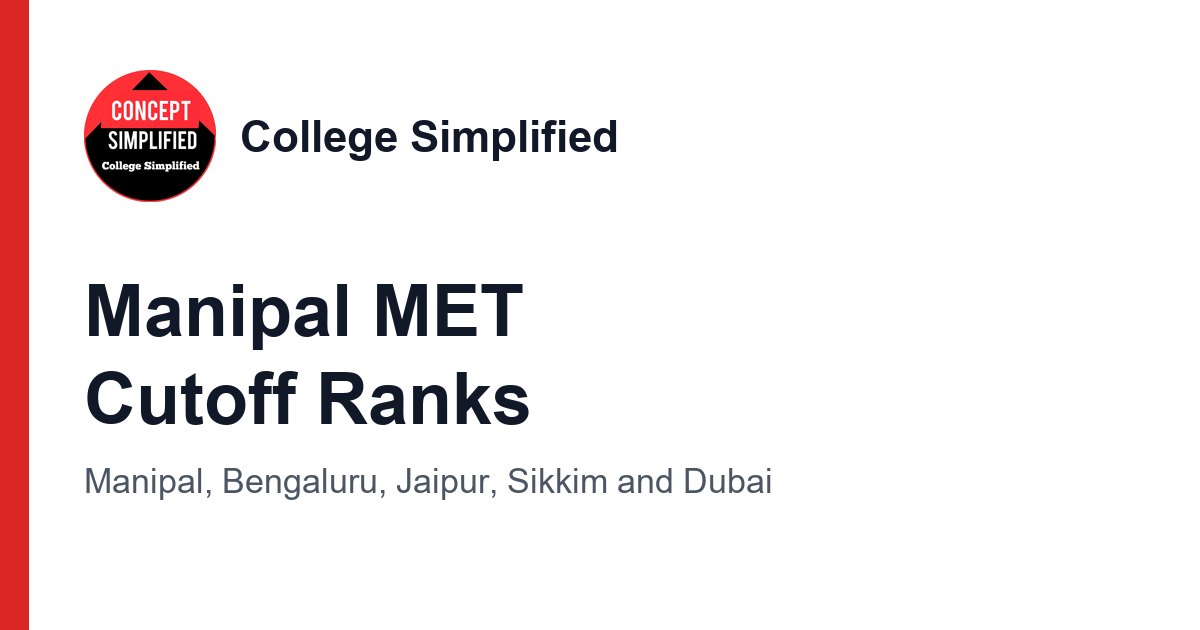 CONCEPT
SIMPLIFIED
College Simplified
College Simplified
Manipal MET
Cutoff Ranks
Manipal, Bengaluru, Jaipur, Sikkim and Dubai